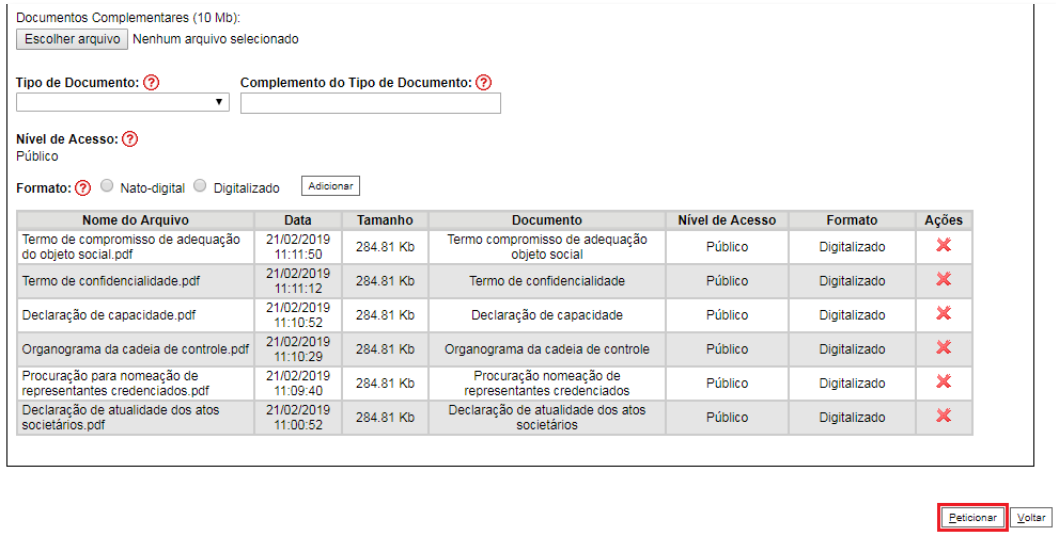 Documentos Complementares (10 Mb):
Escolher arquivo Nenhum arquivo selecionado
Tipo de Documento: ? Complemento do Tipo de Documento: ?
Nível de Acesso: ?
Público
Formato: ? Nato-digital Digitalizado Adicionar
Nome do Arquivo Data Tamanho Documento Nível de Acesso Formato Ações
Termo de compromisso de adequação do objeto social.pdf 21/02/2019 11:11:50 284.81 Kb Termo compromisso de adequação objeto social Público Digitalizado
Termo de confidencialidade.pdf 21/02/2019 11:11:12 284.81 Kb Termo de confidencialidade Público Digitalizado
Declaração de capacidade.pdf 21/02/2019 11:10:52 284.81 Kb Declaração de capacidade Público Digitalizado
Organograma da cadeia de controle.pdf 21/02/2019 11:10:29 284.81 Kb Organograma da cadeia de controle Público Digitalizado
Procuração para nomeação de representantes credenciados.pdf 21/02/2019 11:09:40 284.81 Kb Procuração nomeação de representantes credenciados Público Digitalizado
Declaração de atualidade dos atos societários.pdf 21/02/2019 11:00:52 284.81 Kb Declaração de atualidade dos atos societários Público Digitalizado
Peticionar Voltar